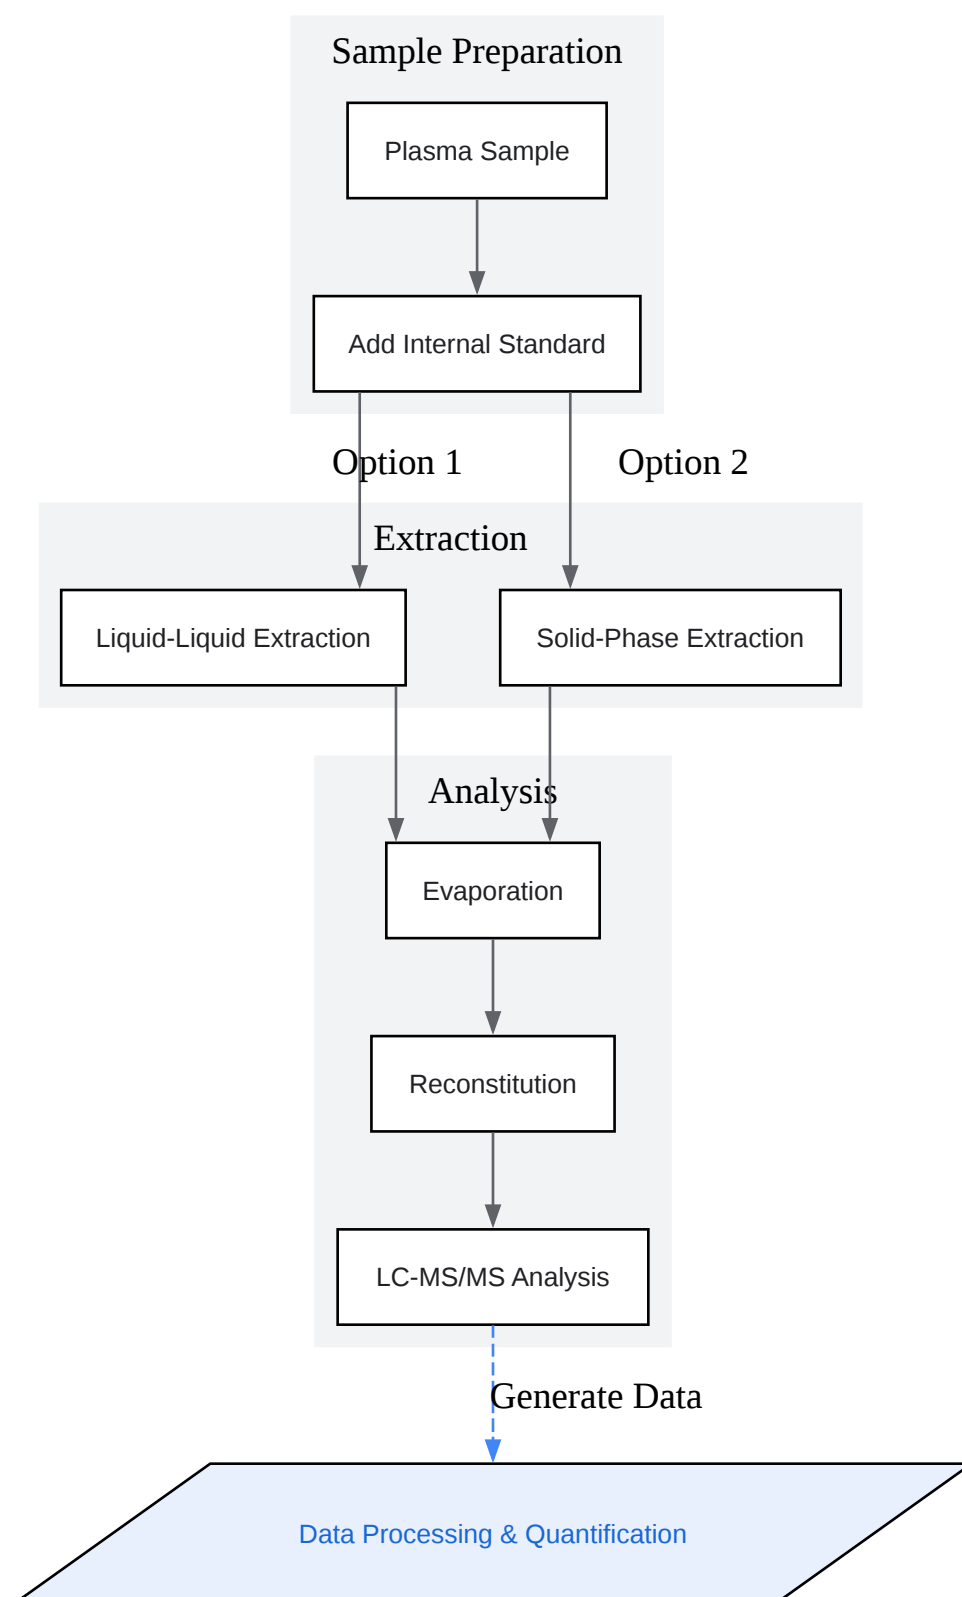 Sample Preparation
Plasma Sample
Add Internal Standard
Option 1
Option 2
Extraction
Liquid-Liquid Extraction
Solid-Phase Extraction
Analysis
Evaporation
Reconstitution
LC-MS/MS Analysis
Generate Data
Data Processing & Quantification